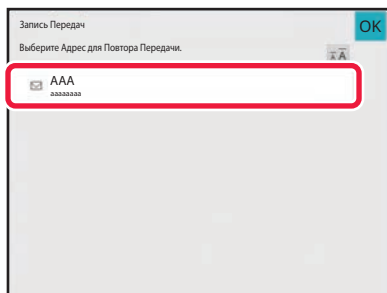 Запись Передач
OK
Выберите Адрес для Повтора Передачи.
AAA
aaaaaaaa